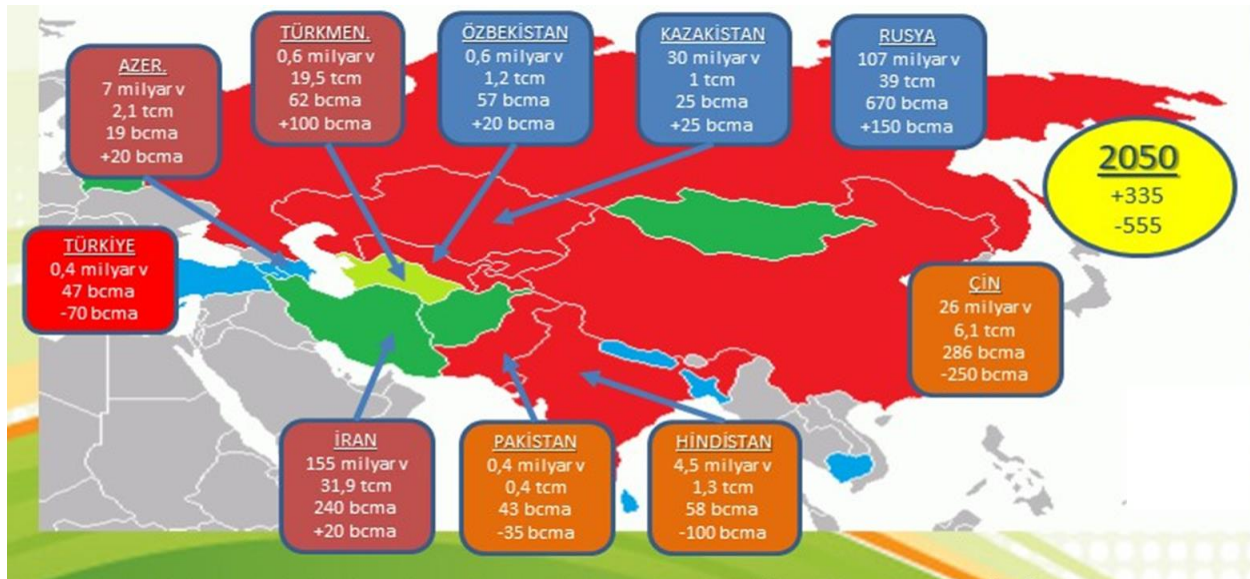 AZER.
7 milyar v
2,1 tcm
19 bcma
+20 bcma
TÜRKMEN.
0,6 milyar v
19,5 tcm
62 bcma
+100 bcma
ÖZBEKİSTAN
0,6 milyar v
1,2 tcm
57 bcma
+20 bcma
KAZAKİSTAN
30 milyar v
1 tcm
25 bcma
+25 bcma
RUSYA
107 milyar v
39 tcm
670 bcma
+150 bcma
2050
+335
-555
TÜRKİYE
0,4 milyar v
47 bcma
-70 bcma
ÇİN
26 milyar v
6,1 tcm
286 bcma
-250 bcma
İRAN
155 milyar v
31,9 tcm
240 bcma
+20 bcma
PAKİSTAN
0,4 milyar v
0,4 tcm
43 bcma
-35 bcma
HİNDİSTAN
4,5 milyar v
1,3 tcm
58 bcma
-100 bcma